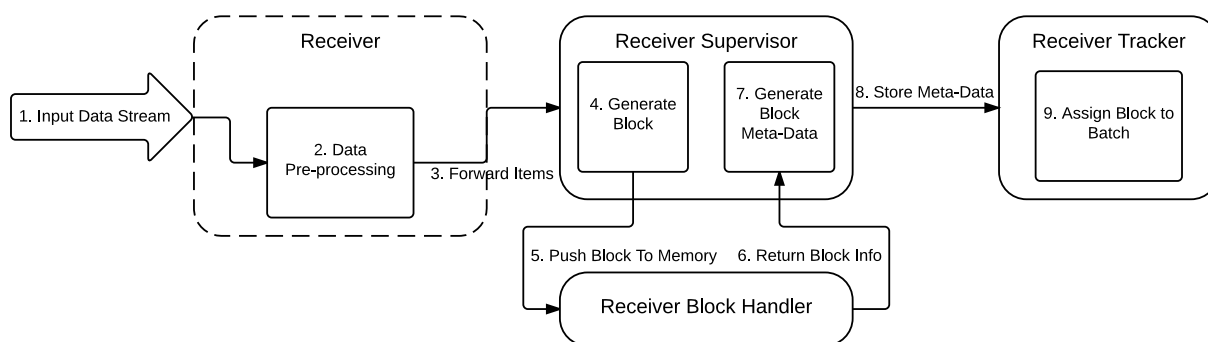 Receiver
Receiver Supervisor
Receiver Tracker
1. Input Data Stream
2. Data
Pre-processing
3. Forward Items
4. Generate
Block
7. Generate
Block
Meta-Data
8. Store Meta-Data
9. Assign Block to
Batch
5. Push Block To Memory
6. Return Block Info
Receiver Block Handler